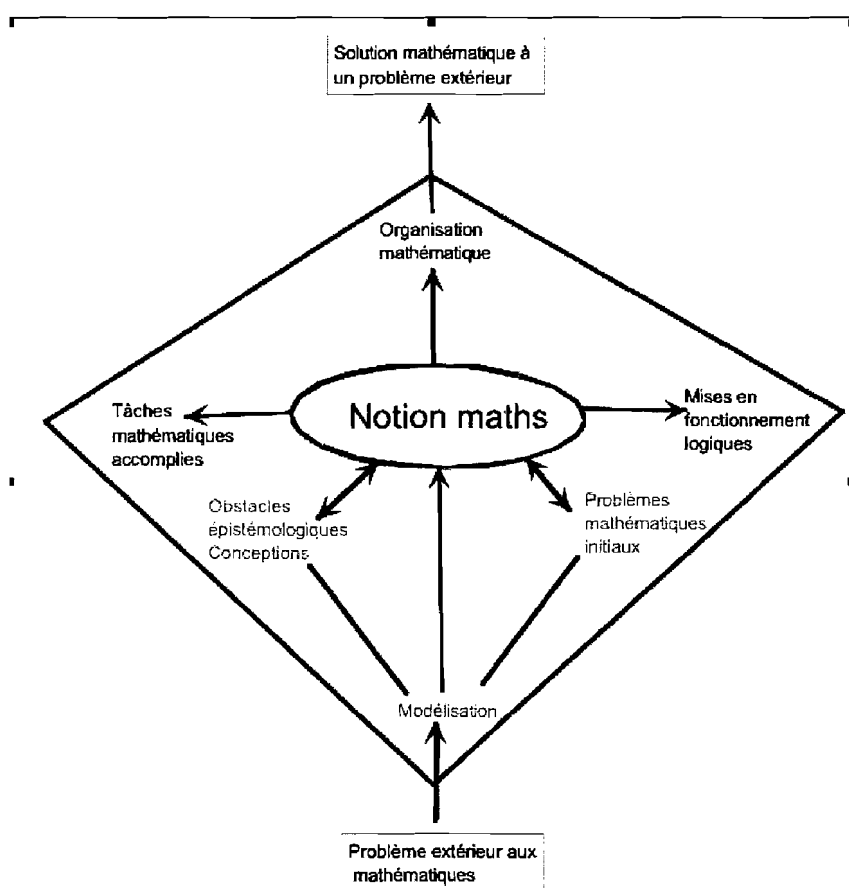 Solution mathématique à
un problème extérieur
Organisation
mathématique
Tâches
mathématiques
accomplies
Notion maths
Mises en
fonctionnement
logiques
Obstacles
épistémologiques
Conceptions
Problèmes
mathématiques
initiaux
Modélisation
Problème extérieur aux
mathématiques